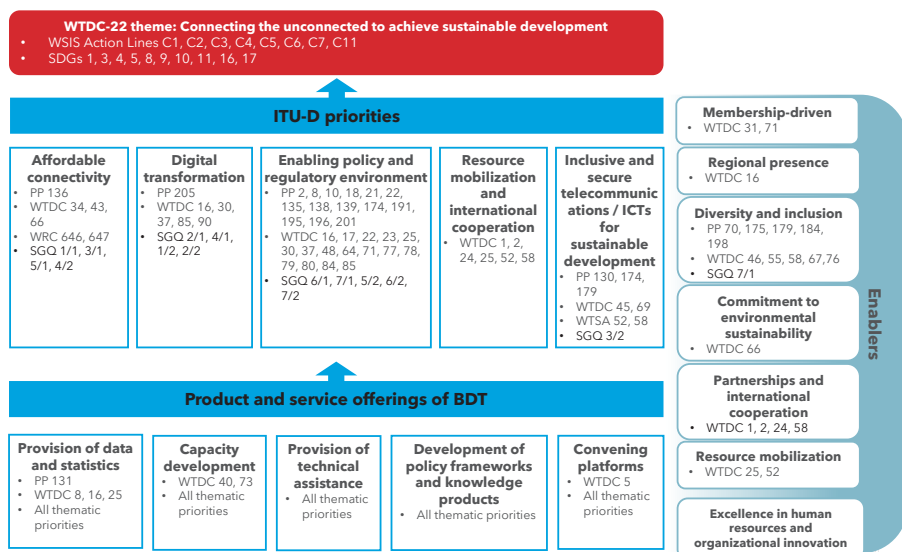 WTDC-22 theme: Connecting the unconnected to achieve sustainable development
• WSIS Action Lines C1, C2, C3, C4, C5, C6, C7, C11
• SDGs 1, 3, 4, 5, 8, 9, 10, 11, 16, 17
ITU-D priorities
Affordable
connectivity
• PP 136
• WTDC 34, 43,
66
• WRC 646, 647
• SGQ 1/1, 3/1,
5/1, 4/2
Digital
transformation
• PP 205
• WTDC 16, 30,
37, 85, 90
• SGQ 2/1, 4/1,
1/2, 2/2
Enabling policy and
regulatory environment
• PP 2, 8, 10, 18, 21, 22,
135, 138, 139, 174, 191,
195, 196, 201
• WTDC 16, 17, 22, 23, 25,
30, 37, 48, 64, 71, 77, 78,
79, 80, 84, 85
• SGQ 6/1, 7/1, 5/2, 6/2,
7/2
Resource
mobilization
and
international
cooperation
• WTDC 1, 2,
24, 25, 52, 58
Inclusive and
secure
telecommunic
ations / ICTs
for
sustainable
development
• PP 130, 174,
179
• WTDC 45, 69
• WTSA 52, 58
• SGQ 3/2
Product and service offerings of BDT
Provision of data
and statistics
• PP 131
• WTDC 8, 16, 25
• All thematic
priorities
Capacity
development
• WTDC 40, 73
• All thematic
priorities
Provision of
technical
assistance
• All thematic
priorities
Development of
policy frameworks
and knowledge
products
• All thematic priorities
Convening
platforms
• WTDC 5
• All thematic
priorities
Membership-driven
• WTDC 31, 71
Regional presence
• WTDC 16
Diversity and inclusion
• PP 70, 175, 179, 184,
198
• WTDC 46, 55, 58, 67,76
• SGQ 7/1
Commitment to
environmental
sustainability
• WTDC 66
Partnerships and
international
cooperation
• WTDC 1, 2, 24, 58
Resource mobilization
• WTDC 25, 52
Excellence in human
resources and
organizational innovation
Enablers